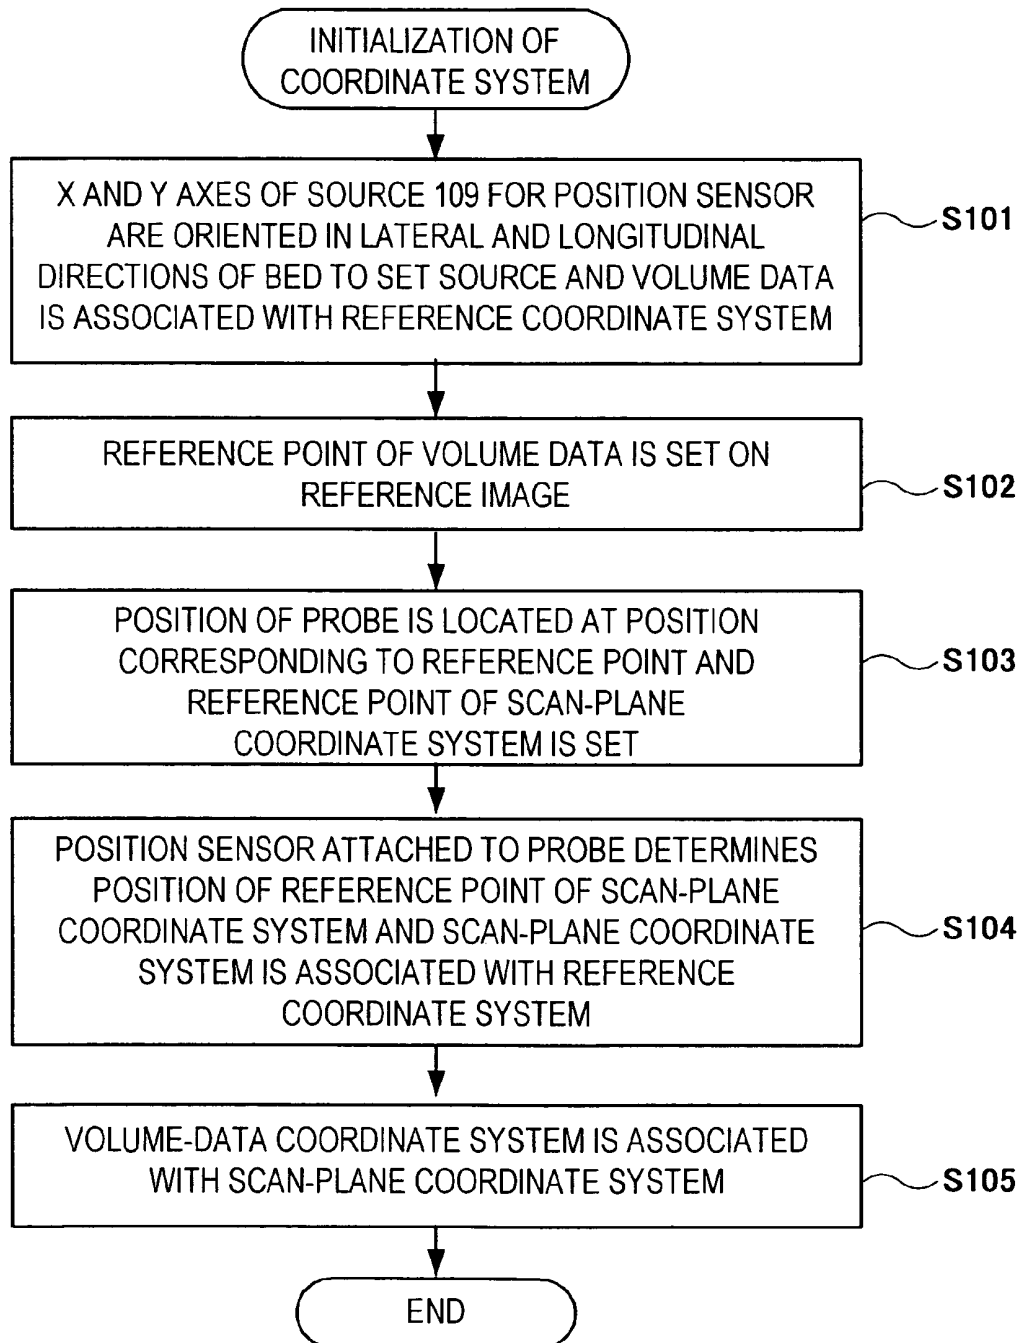 INITIALIZATION OF
COORDINATE SYSTEM
X AND Y AXES OF SOURCE 109 FOR POSITION SENSOR
ARE ORIENTED IN LATERAL AND LONGITUDINAL
DIRECTIONS OF BED TO SET SOURCE AND VOLUME DATA
IS ASSOCIATED WITH REFERENCE COORDINATE SYSTEM
S101
REFERENCE POINT OF VOLUME DATA IS SET ON
REFERENCE IMAGE
S102
POSITION OF PROBE IS LOCATED AT POSITION
CORRESPONDING TO REFERENCE POINT AND
REFERENCE POINT OF SCAN-PLANE
COORDINATE SYSTEM IS SET
S103
POSITION SENSOR ATTACHED TO PROBE DETERMINES
POSITION OF REFERENCE POINT OF SCAN-PLANE
COORDINATE SYSTEM AND SCAN-PLANE COORDINATE
SYSTEM IS ASSOCIATED WITH REFERENCE
COORDINATE SYSTEM
S104
VOLUME-DATA COORDINATE SYSTEM IS ASSOCIATED
WITH SCAN-PLANE COORDINATE SYSTEM
S105
END